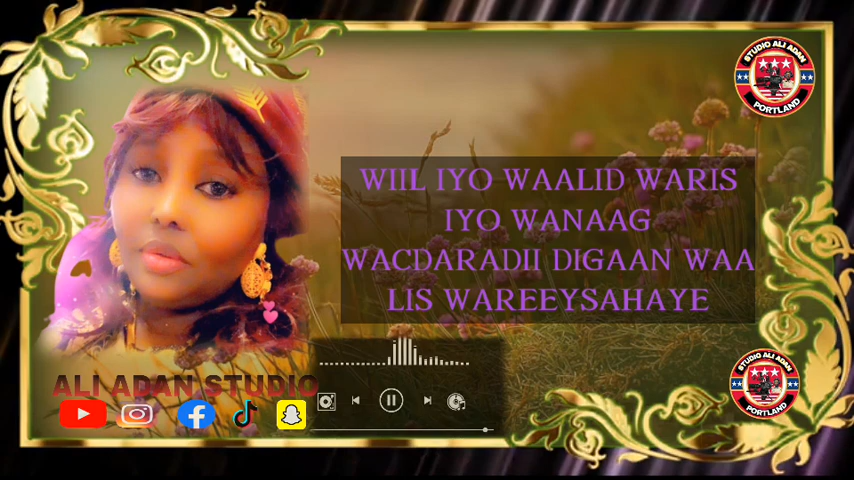 STUDIO ALI ADAN
PORTLAND
WIIL IYO WAALID WARIS
IYO WANAAG
WACDARADII DIGAAN WAA
LIS WAREEYSAHAYE
ALI ADAN STUDIO
STUDIO ALI ADAN
PORTLAND